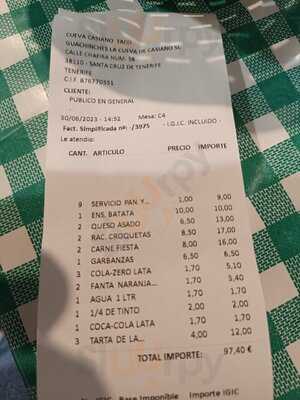 CUEVA CASIANO TACO
GUACHINCHES LA CUEVA DE CASIANO SL
CALLE CHAFIRA NUM. 58
38110 - SANTA CRUZ DE TENERIFE
TENERIFE
C.I.F. B76770551
CLIENTE:
PUBLICO EN GENERAL
30/06/2023 - 14:52 Mesa: C4
Fact. Simplificada nº: -/3975 - I.G.I.C. INCLUIDO -
Le atendio:
CANT. ARTICULO PRECIO IMPORTE
9 SERVICIO PAN Y... 1,00 9,00
1 ENS. BATATA 10,00 10,00
2 QUESO ASADO 6,50 13,00
2 RAC. CROQUETAS 8,50 17,00
2 CARNE FIESTA 8,00 16,00
1 GARBANZAS 6,50 6,50
3 COLA-ZERO LATA 1,70 5,10
2 FANTA NARANJA... 1,70 3,40
1 AGUA 1 LTR 1,70 1,70
1 1/4 DE TINTO 2,00 2,00
1 COCA-COLA LATA 1,70 1,70
3 TARTA DE LA... 4,00 12,00
TOTAL IMPORTE: 97,40 €
IGIC Base Imponible Importe IGIC